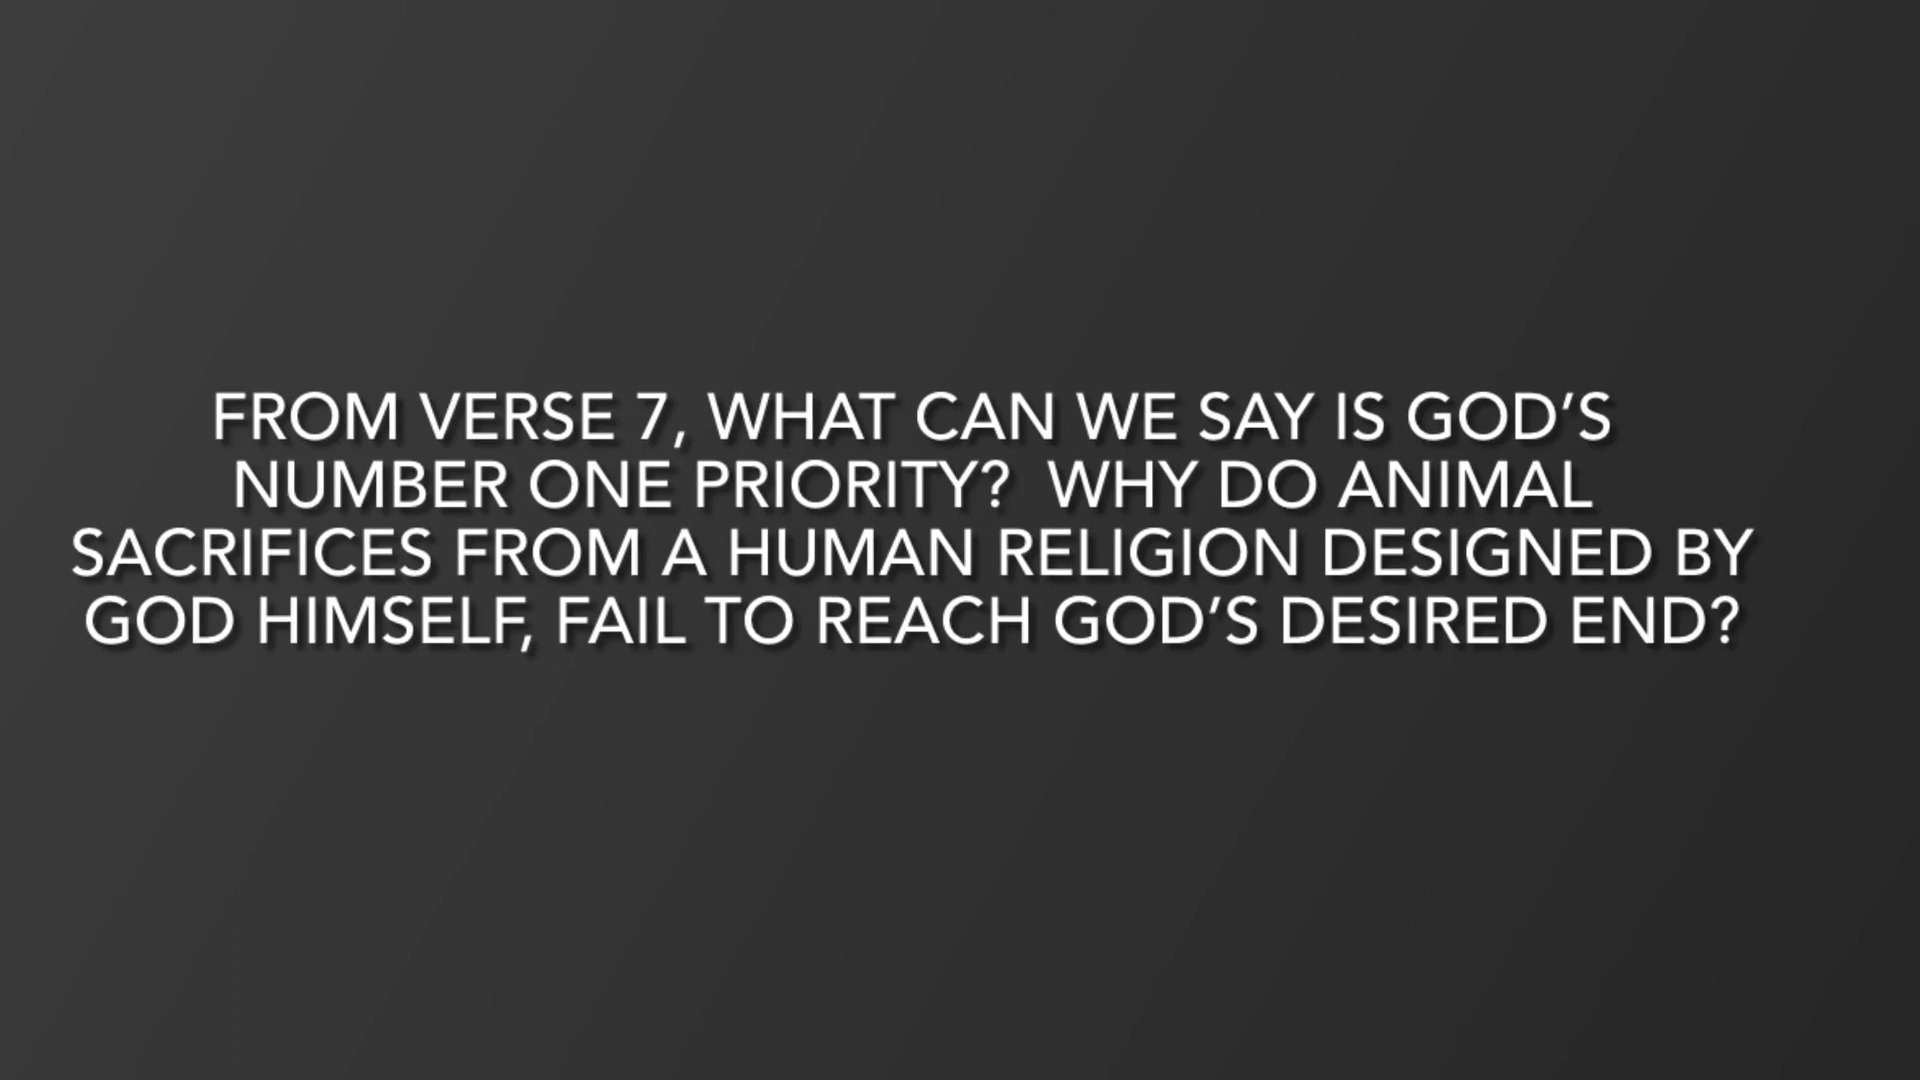 FROM VERSE 7, WHAT CAN WE SAY IS GOD’S
NUMBER ONE PRIORITY?  WHY DO ANIMAL
SACRIFICES FROM A HUMAN RELIGION DESIGNED BY
GOD HIMSELF, FAIL TO REACH GOD’S DESIRED END?